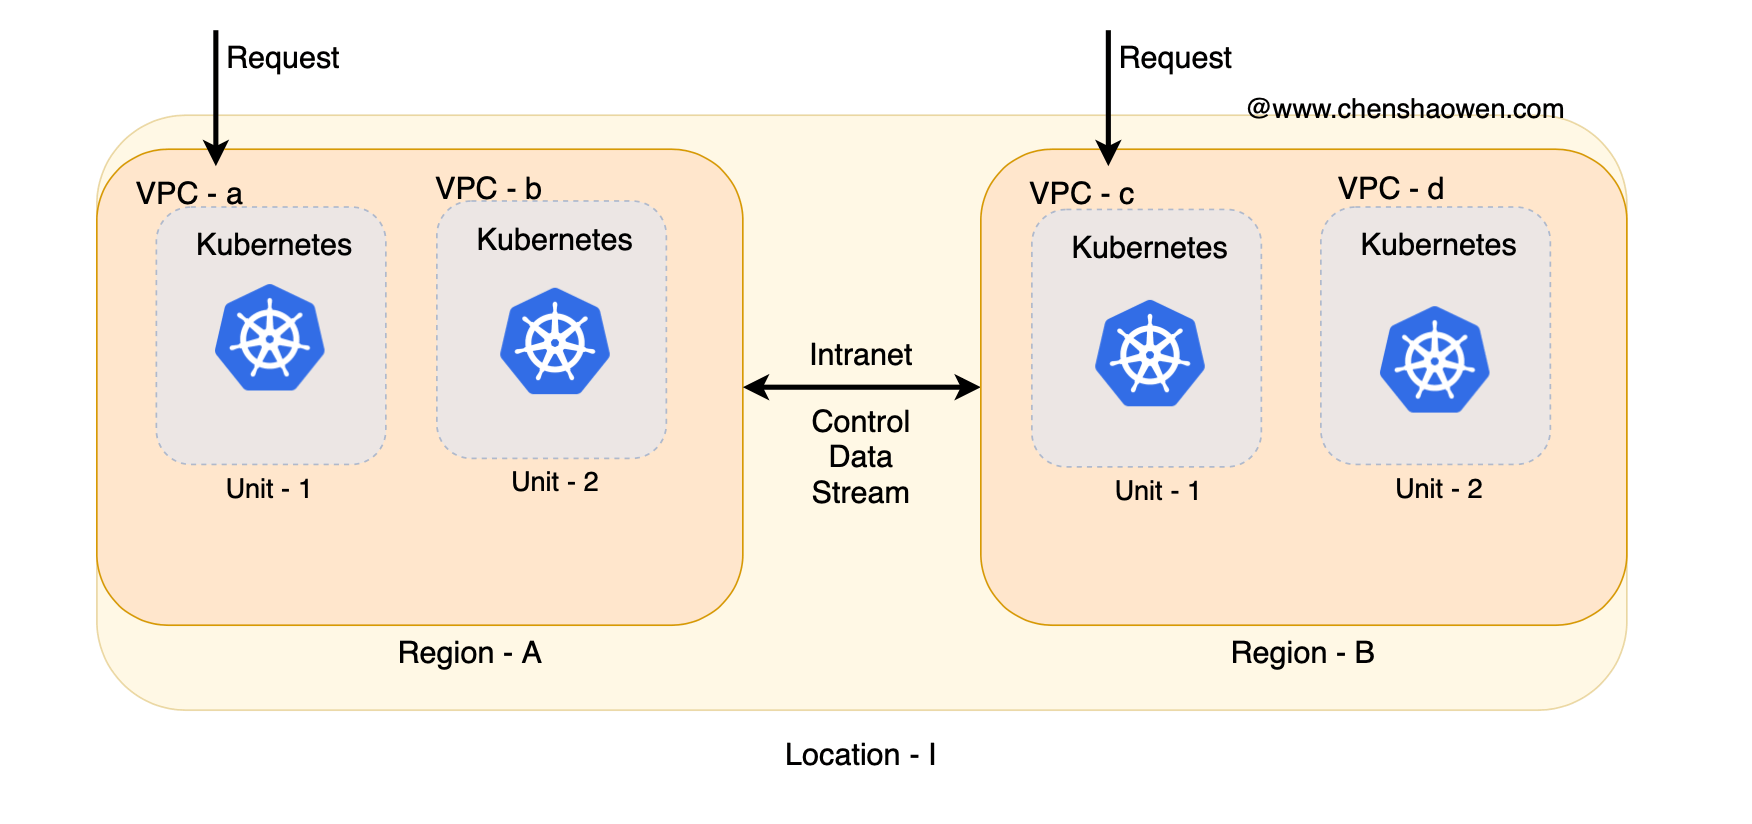 Request
Request
@www.chenshaowen.com
VPC - a
VPC - b
VPC - c
VPC - d
Kubernetes
Kubernetes
Kubernetes
Kubernetes
Intranet
Control
Data
Stream
Unit - 1
Unit - 2
Unit - 1
Unit - 2
Region - A
Region - B
Location - I